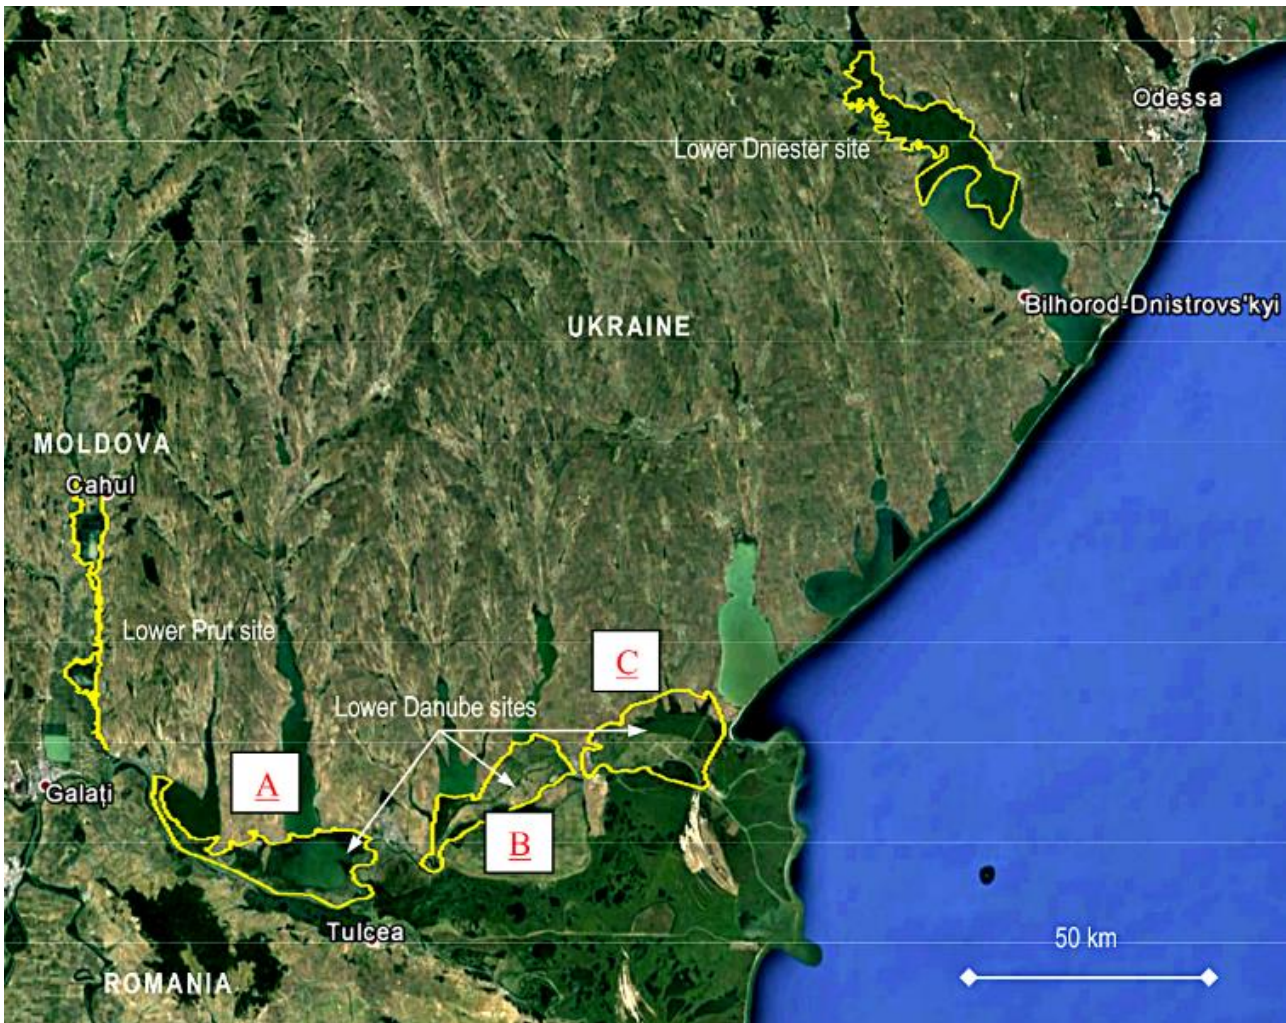 Odessa
Lower Dniester site
Bilhorod-Dnistrovs'kyi
UKRAINE
MOLDOVA
Cahul
Lower Prut site
C
Lower Danube sites
A
Galaţi
B
Tulcea
50 km
ROMANIA